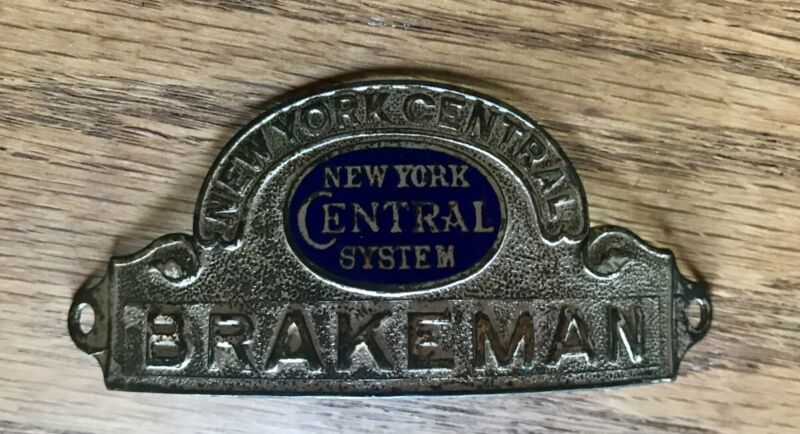 NEW YORK CENTRAL
NEW YORK
CENTRAL
SYSTEM
BRAKEMAN